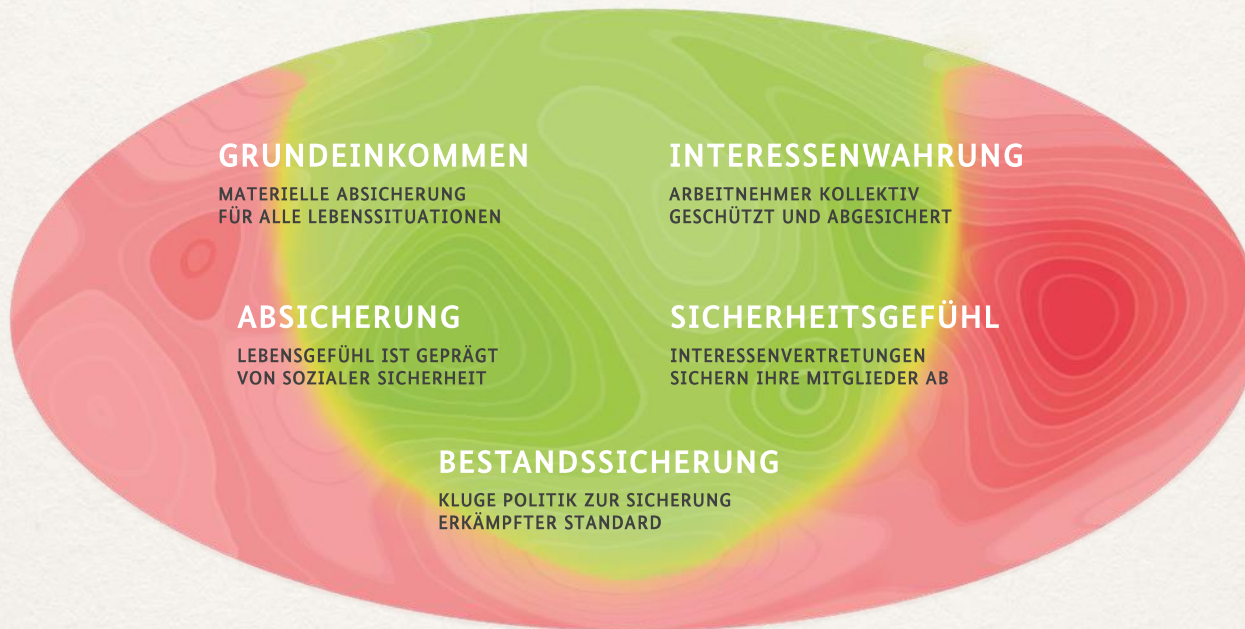 GRUNDEINKOMMEN
MATERIELLE ABSICHERUNG
FÜR ALLE LEBENSSITUATIONEN
INTERESSENWAHRUNG
ARBEITNEHMER KOLLEKTIV
GESCHÜTZT UND ABGESICHERT
ABSICHERUNG
LEBENSGEFÜHL IST GEPRÄGT
VON SOZIALER SICHERHEIT
SICHERHEITSGEFÜHL
INTERESSENVERTRETUNGEN
SICHERN IHRE MITGLIEDER AB
BESTANDSSICHERUNG
KLUGE POLITIK ZUR SICHERUNG
ERKÄMPFTER STANDARD